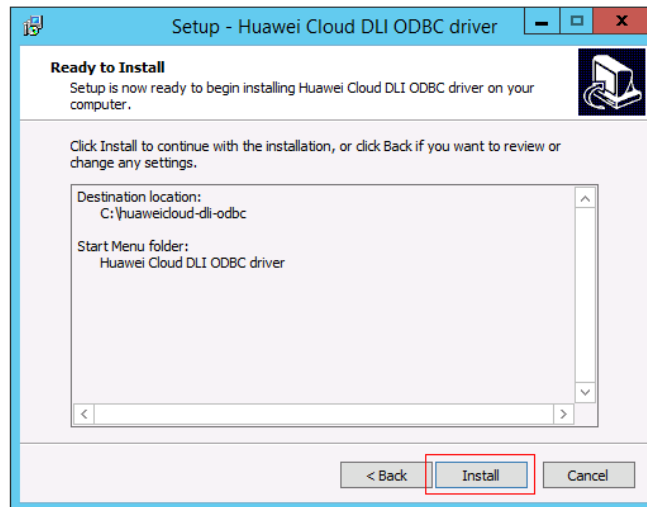 Setup - Huawei Cloud DLI ODBC driver
Ready to Install
Setup is now ready to begin installing Huawei Cloud DLI ODBC driver on your
computer.
Click Install to continue with the installation, or click Back if you want to review or
change any settings.
Destination location:
C:\huaweicloud-dli-odbc
Start Menu folder:
Huawei Cloud DLI ODBC driver
< Back
Install
Cancel